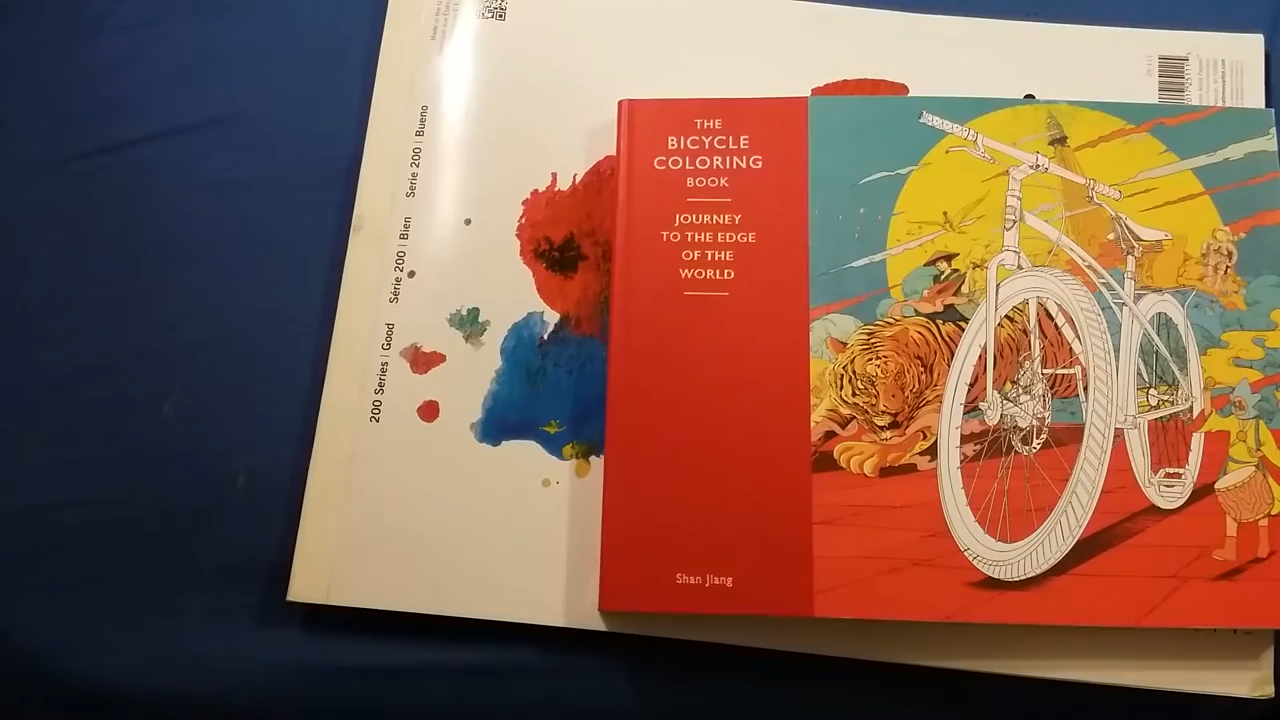 200 Series | Good Série 200 | Bien Serie 200 | Bueno
THE
BICYCLE
COLORING
BOOK
JOURNEY
TO THE EDGE
OF THE
WORLD
Shan Jiang